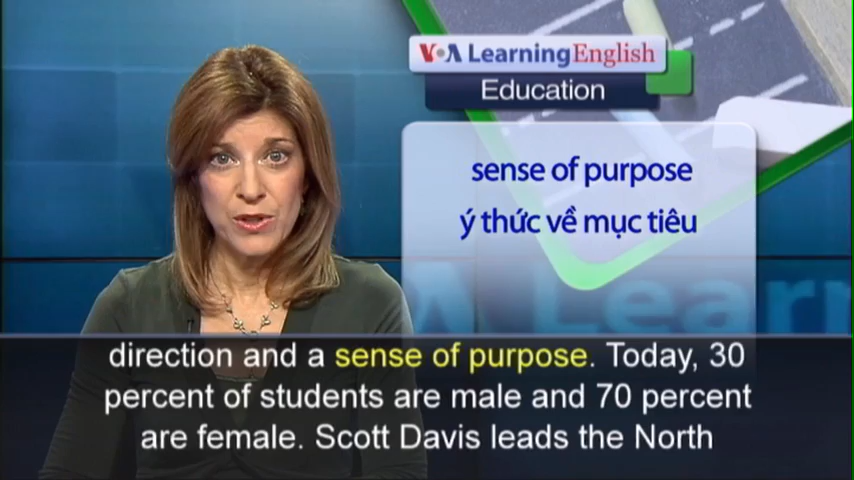 VOA Learning English
Education
sense of purpose
ý thức về mục tiêu
direction and a sense of purpose. Today, 30
percent of students are male and 70 percent
are female. Scott Davis leads the North